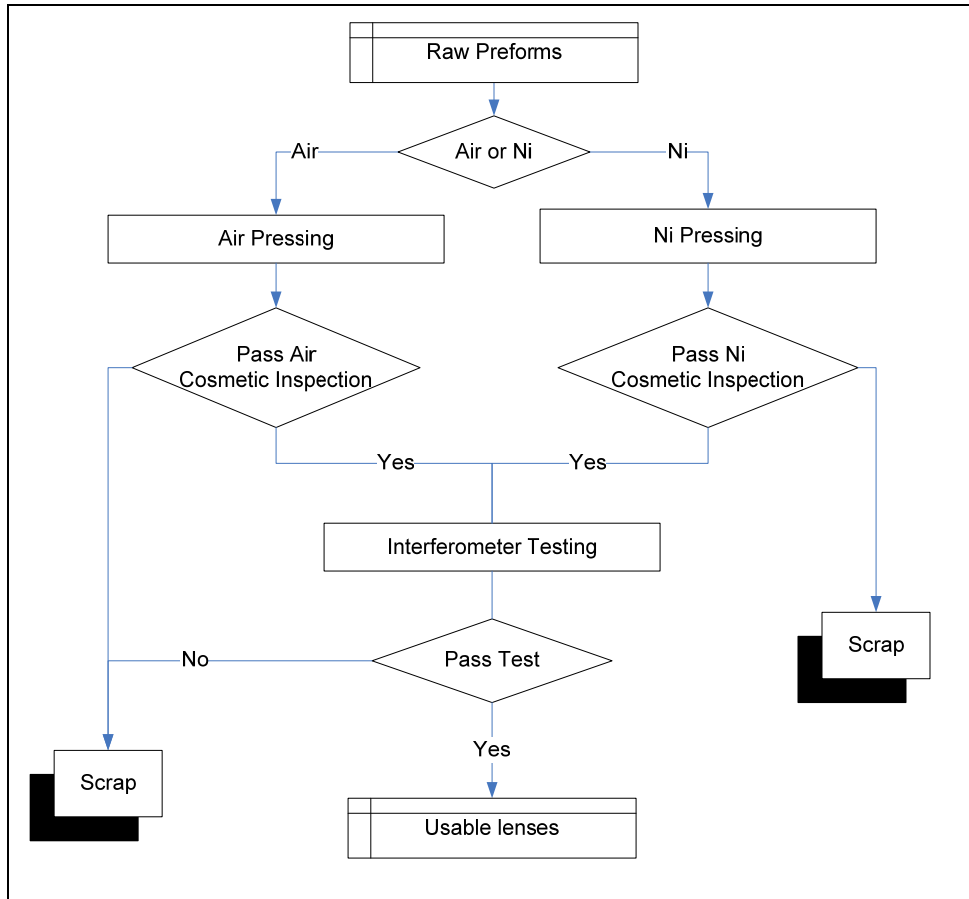 Raw Preforms
Air or Ni
Air
Ni
Air Pressing
Ni Pressing
Pass Air
Cosmetic Inspection
Pass Ni
Cosmetic Inspection
Yes
Yes
Interferometer Testing
Pass Test
No
Scrap
Yes
Scrap
Usable lenses